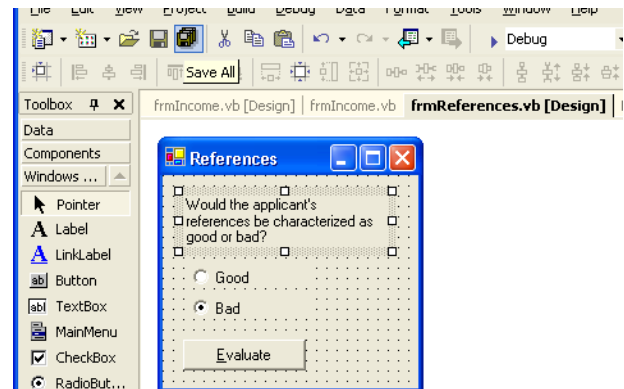 File Edit View Project Build Debug Data Format Tools Window Help
Debug
Save All
Toolbox
frmIncome.vb [Design] frmIncome.vb frmReferences.vb [Design]
Data
Components
Windows ...
Pointer
A Label
A LinkLabel
ab Button
abl TextBox
MainMenu
CheckBox
RadioBut...
References
Would the applicant's
references be characterized as
good or bad?
Good
Bad
Evaluate